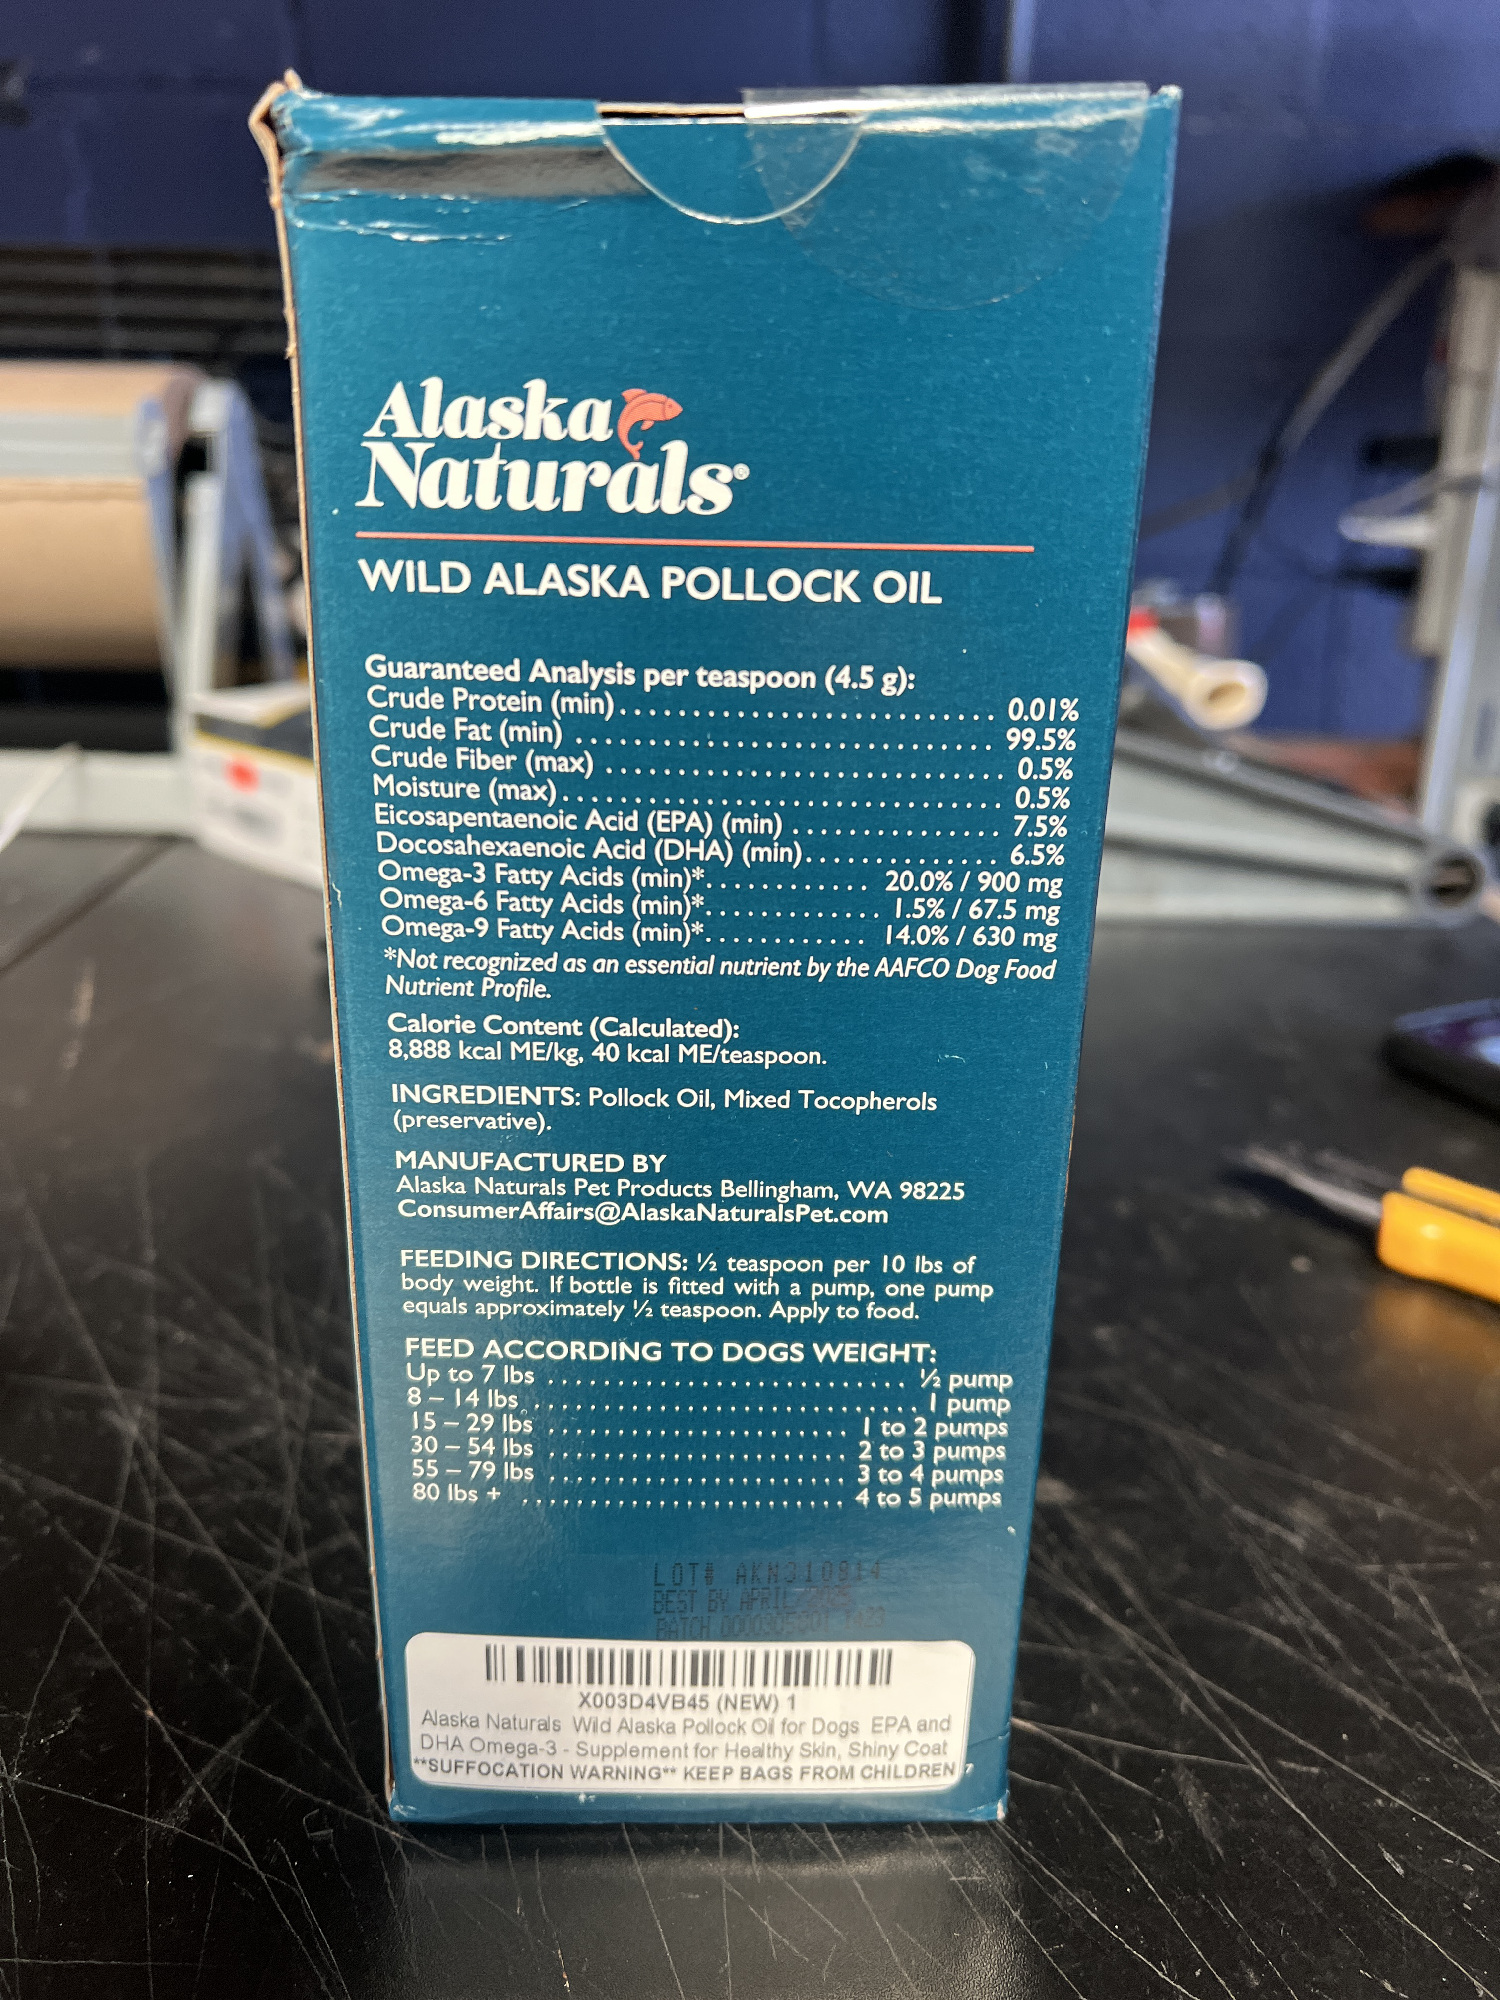 Alaska
Naturals®
WILD ALASKA POLLOCK OIL
Guaranteed Analysis per teaspoon (4.5 g):
Crude Protein (min) 0.01%
Crude Fat (min) 99.5%
Crude Fiber (max) 0.5%
Moisture (max) 0.5%
Eicosapentaenoic Acid (EPA) (min) 7.5%
Docosahexaenoic Acid (DHA) (min) 6.5%
Omega-3 Fatty Acids (min)* 20.0% / 900 mg
Omega-6 Fatty Acids (min)* 1.5% / 67.5 mg
Omega-9 Fatty Acids (min)* 14.0% / 630 mg
*Not recognized as an essential nutrient by the AAFCO Dog Food
Nutrient Profile.
Calorie Content (Calculated):
8,888 kcal ME/kg, 40 kcal ME/teaspoon.
INGREDIENTS: Pollock Oil, Mixed Tocopherols
(preservative).
MANUFACTURED BY
Alaska Naturals Pet Products Bellingham, WA 98225
ConsumerAffairs@AlaskaNaturalsPet.com
FEEDING DIRECTIONS: ½ teaspoon per 10 lbs of
body weight. If bottle is fitted with a pump, one pump
equals approximately ½ teaspoon. Apply to food.
FEED ACCORDING TO DOGS WEIGHT:
Up to 7 lbs ½ pump
8 – 14 lbs 1 pump
15 – 29 lbs 1 to 2 pumps
30 – 54 lbs 2 to 3 pumps
55 – 79 lbs 3 to 4 pumps
80 lbs + 4 to 5 pumps
LOT# AKN310814
BEST BY APRIL
BATCH
X003D4VB45 (NEW) 1
Alaska Naturals Wild Alaska Pollock Oil for Dogs EPA and
DHA Omega-3 - Supplement for Healthy Skin, Shiny Coat
**SUFFOCATION WARNING** KEEP BAGS FROM CHILDREN 7